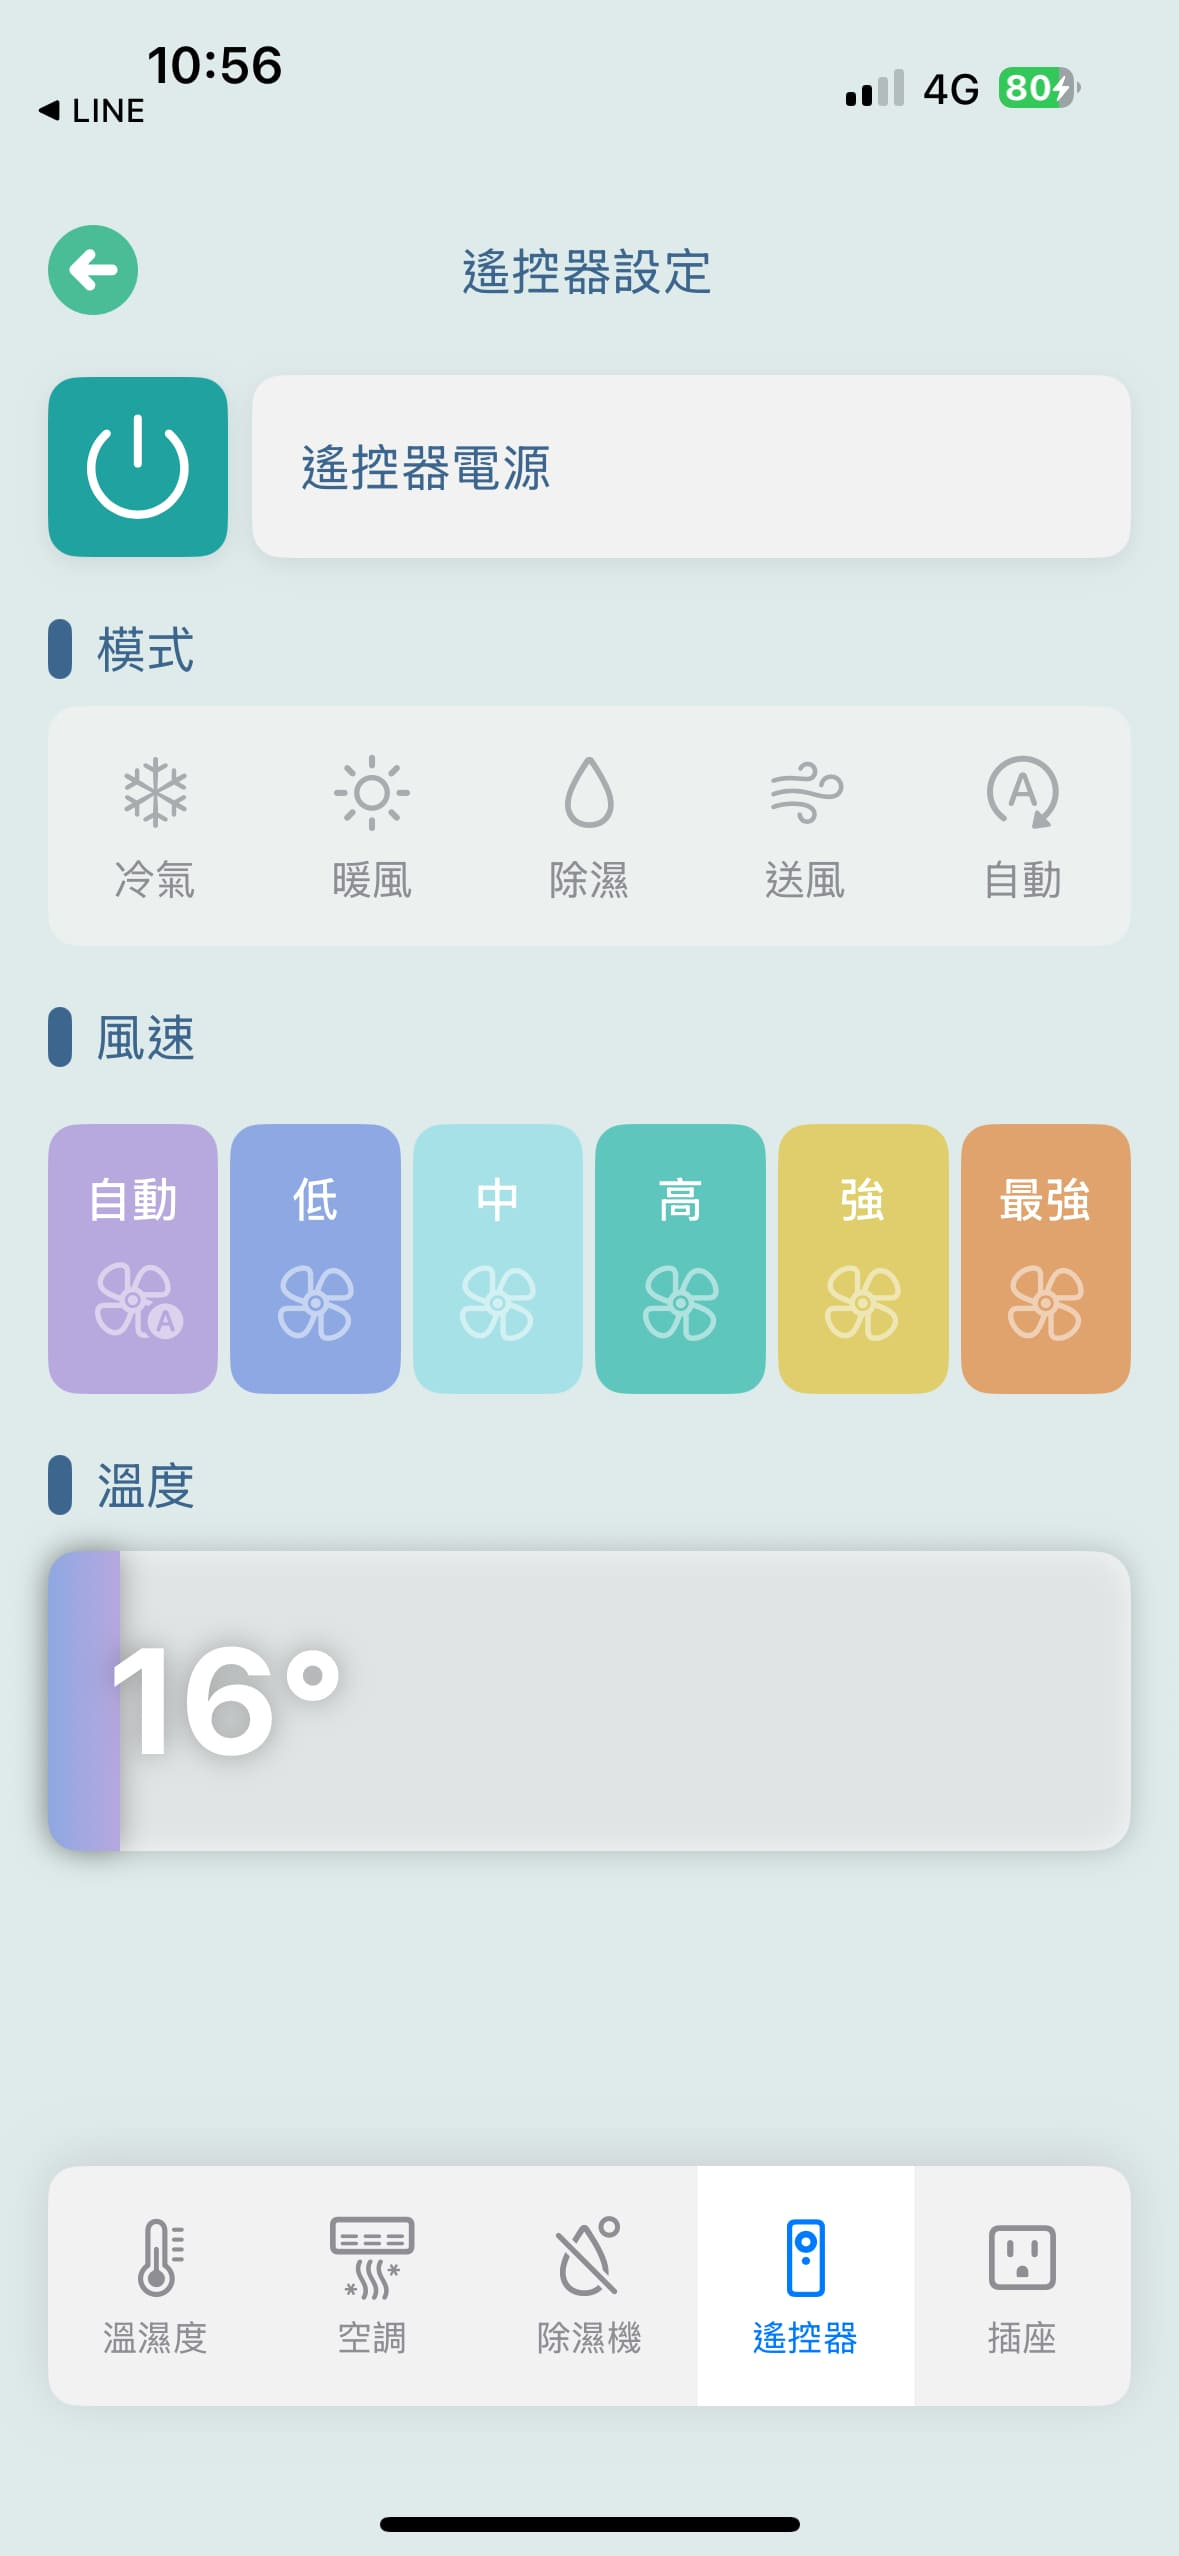 10:56
◀ LINE
4G
80
遙控器設定
遙控器電源
模式
冷氣
暖風
除濕
送風
A
自動
風速
自動
低
中
高
強
最強
A
溫度
16°
溫濕度
空調
除濕機
遙控器
插座